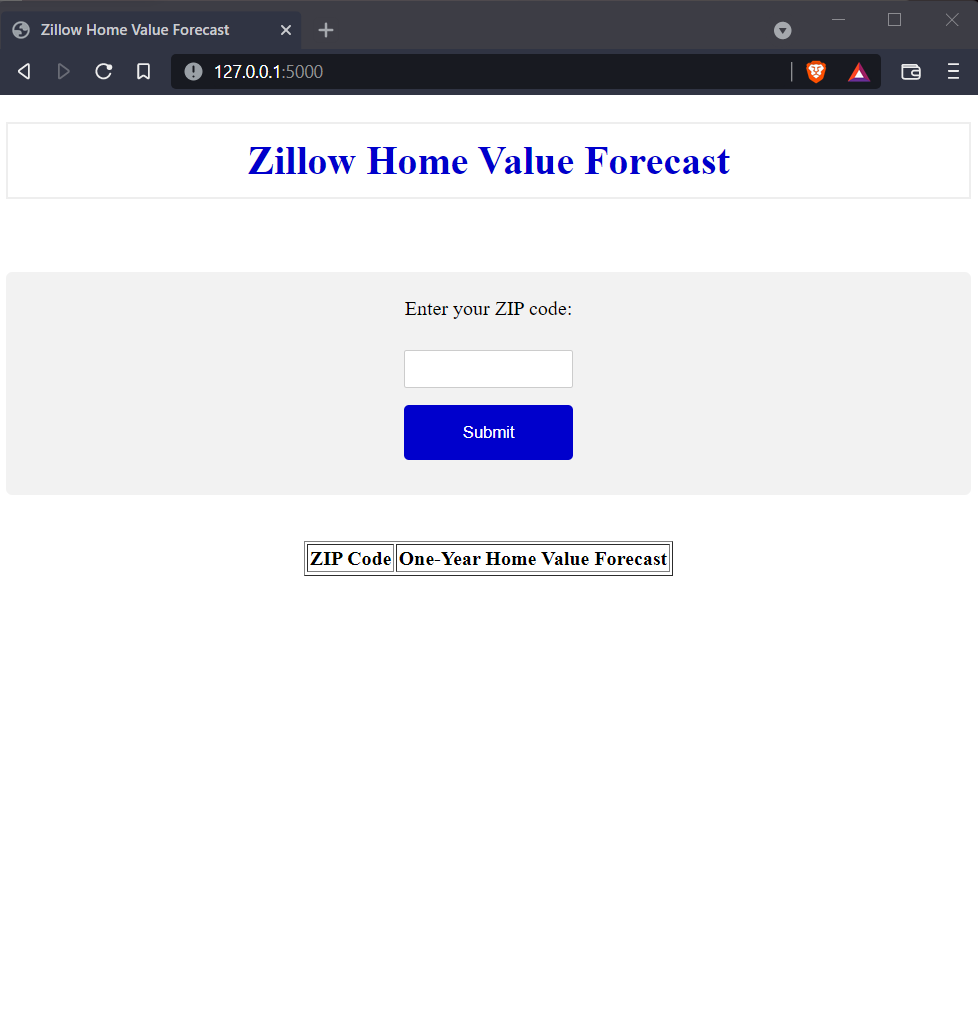 Zillow Home Value Forecast
127.0.0.1:5000
Zillow Home Value Forecast
Enter your ZIP code:
Submit
ZIP Code One-Year Home Value Forecast